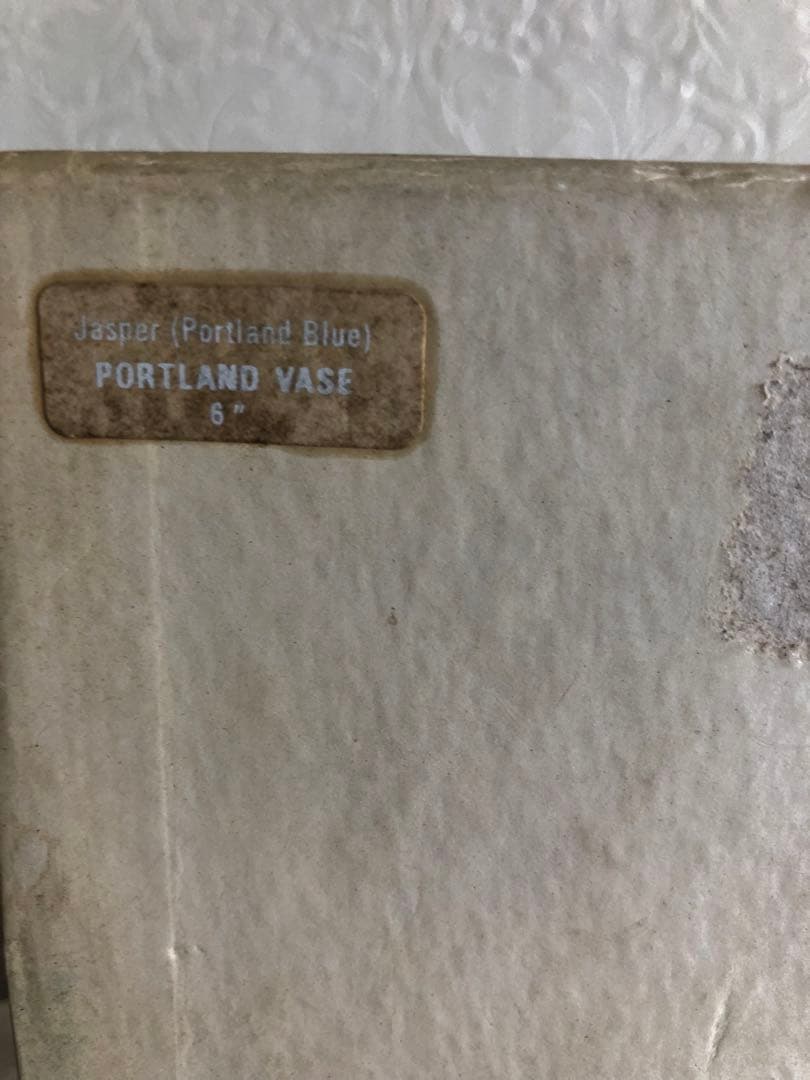 Jasper (Portland Blue)
PORTLAND VASE
6"